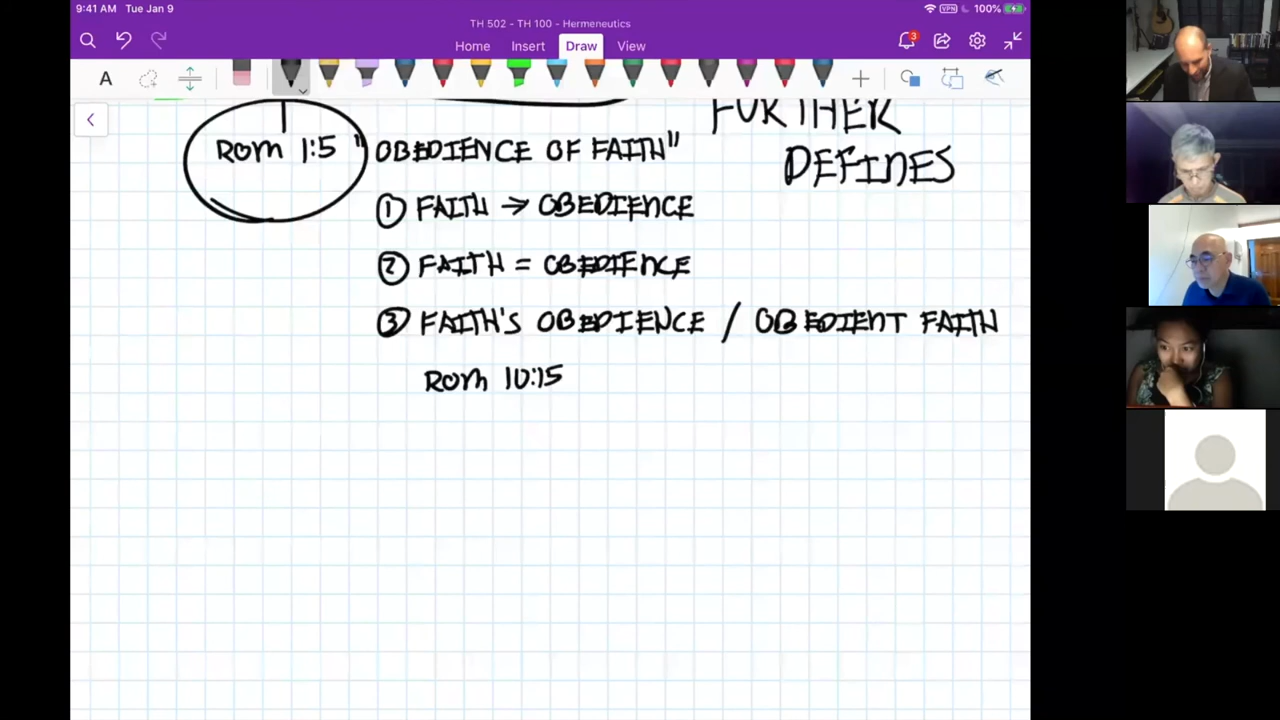 9:41 AM Tue Jan 9
VPN 100%
TH 502 - TH 100 - Hermeneutics
Home Insert Draw View
3
A
FURTHER
DEFINES
Rom 1:5 "OBEDIENCE OF FAITH"
① FAITH → OBEDIENCE
② FAITH = OBEDIENCE
③ FAITH'S OBEDIENCE / OBEDIENT FAITH
Rom 10:15